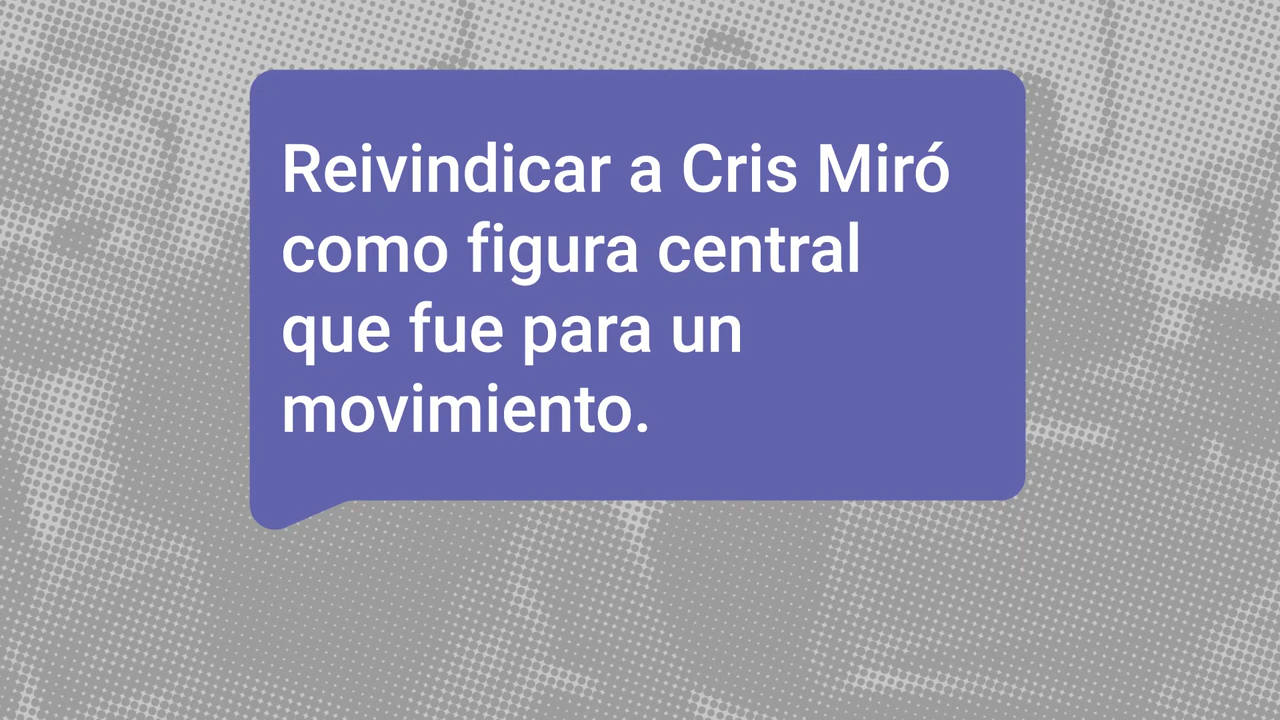 Reivindicar a Cris Miró
como figura central
que fue para un
movimiento.